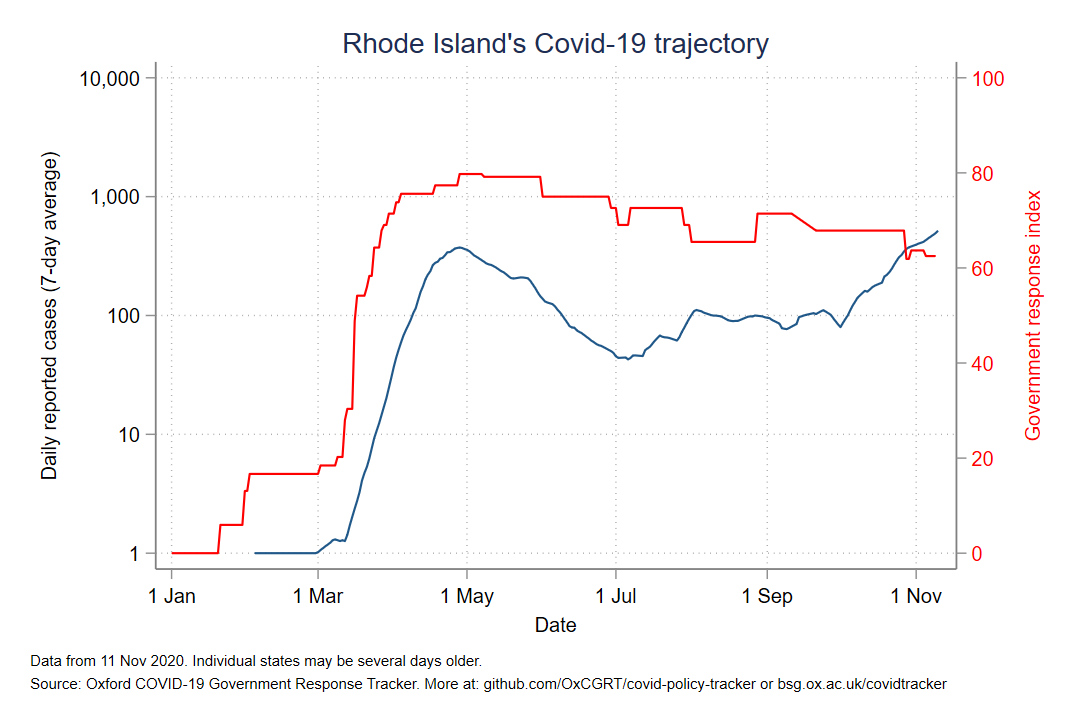 Rhode Island's Covid-19 trajectory
10,000
1,000
100
10
1
Daily reported cases (7-day average)
100
80
60
40
20
0
Government response index
1 Jan
1 Mar
1 May
1 Jul
1 Sep
1 Nov
Date
Data from 11 Nov 2020. Individual states may be several days older.
Source: Oxford COVID-19 Government Response Tracker. More at: github.com/OxCGRT/covid-policy-tracker or bsg.ox.ac.uk/covidtracker